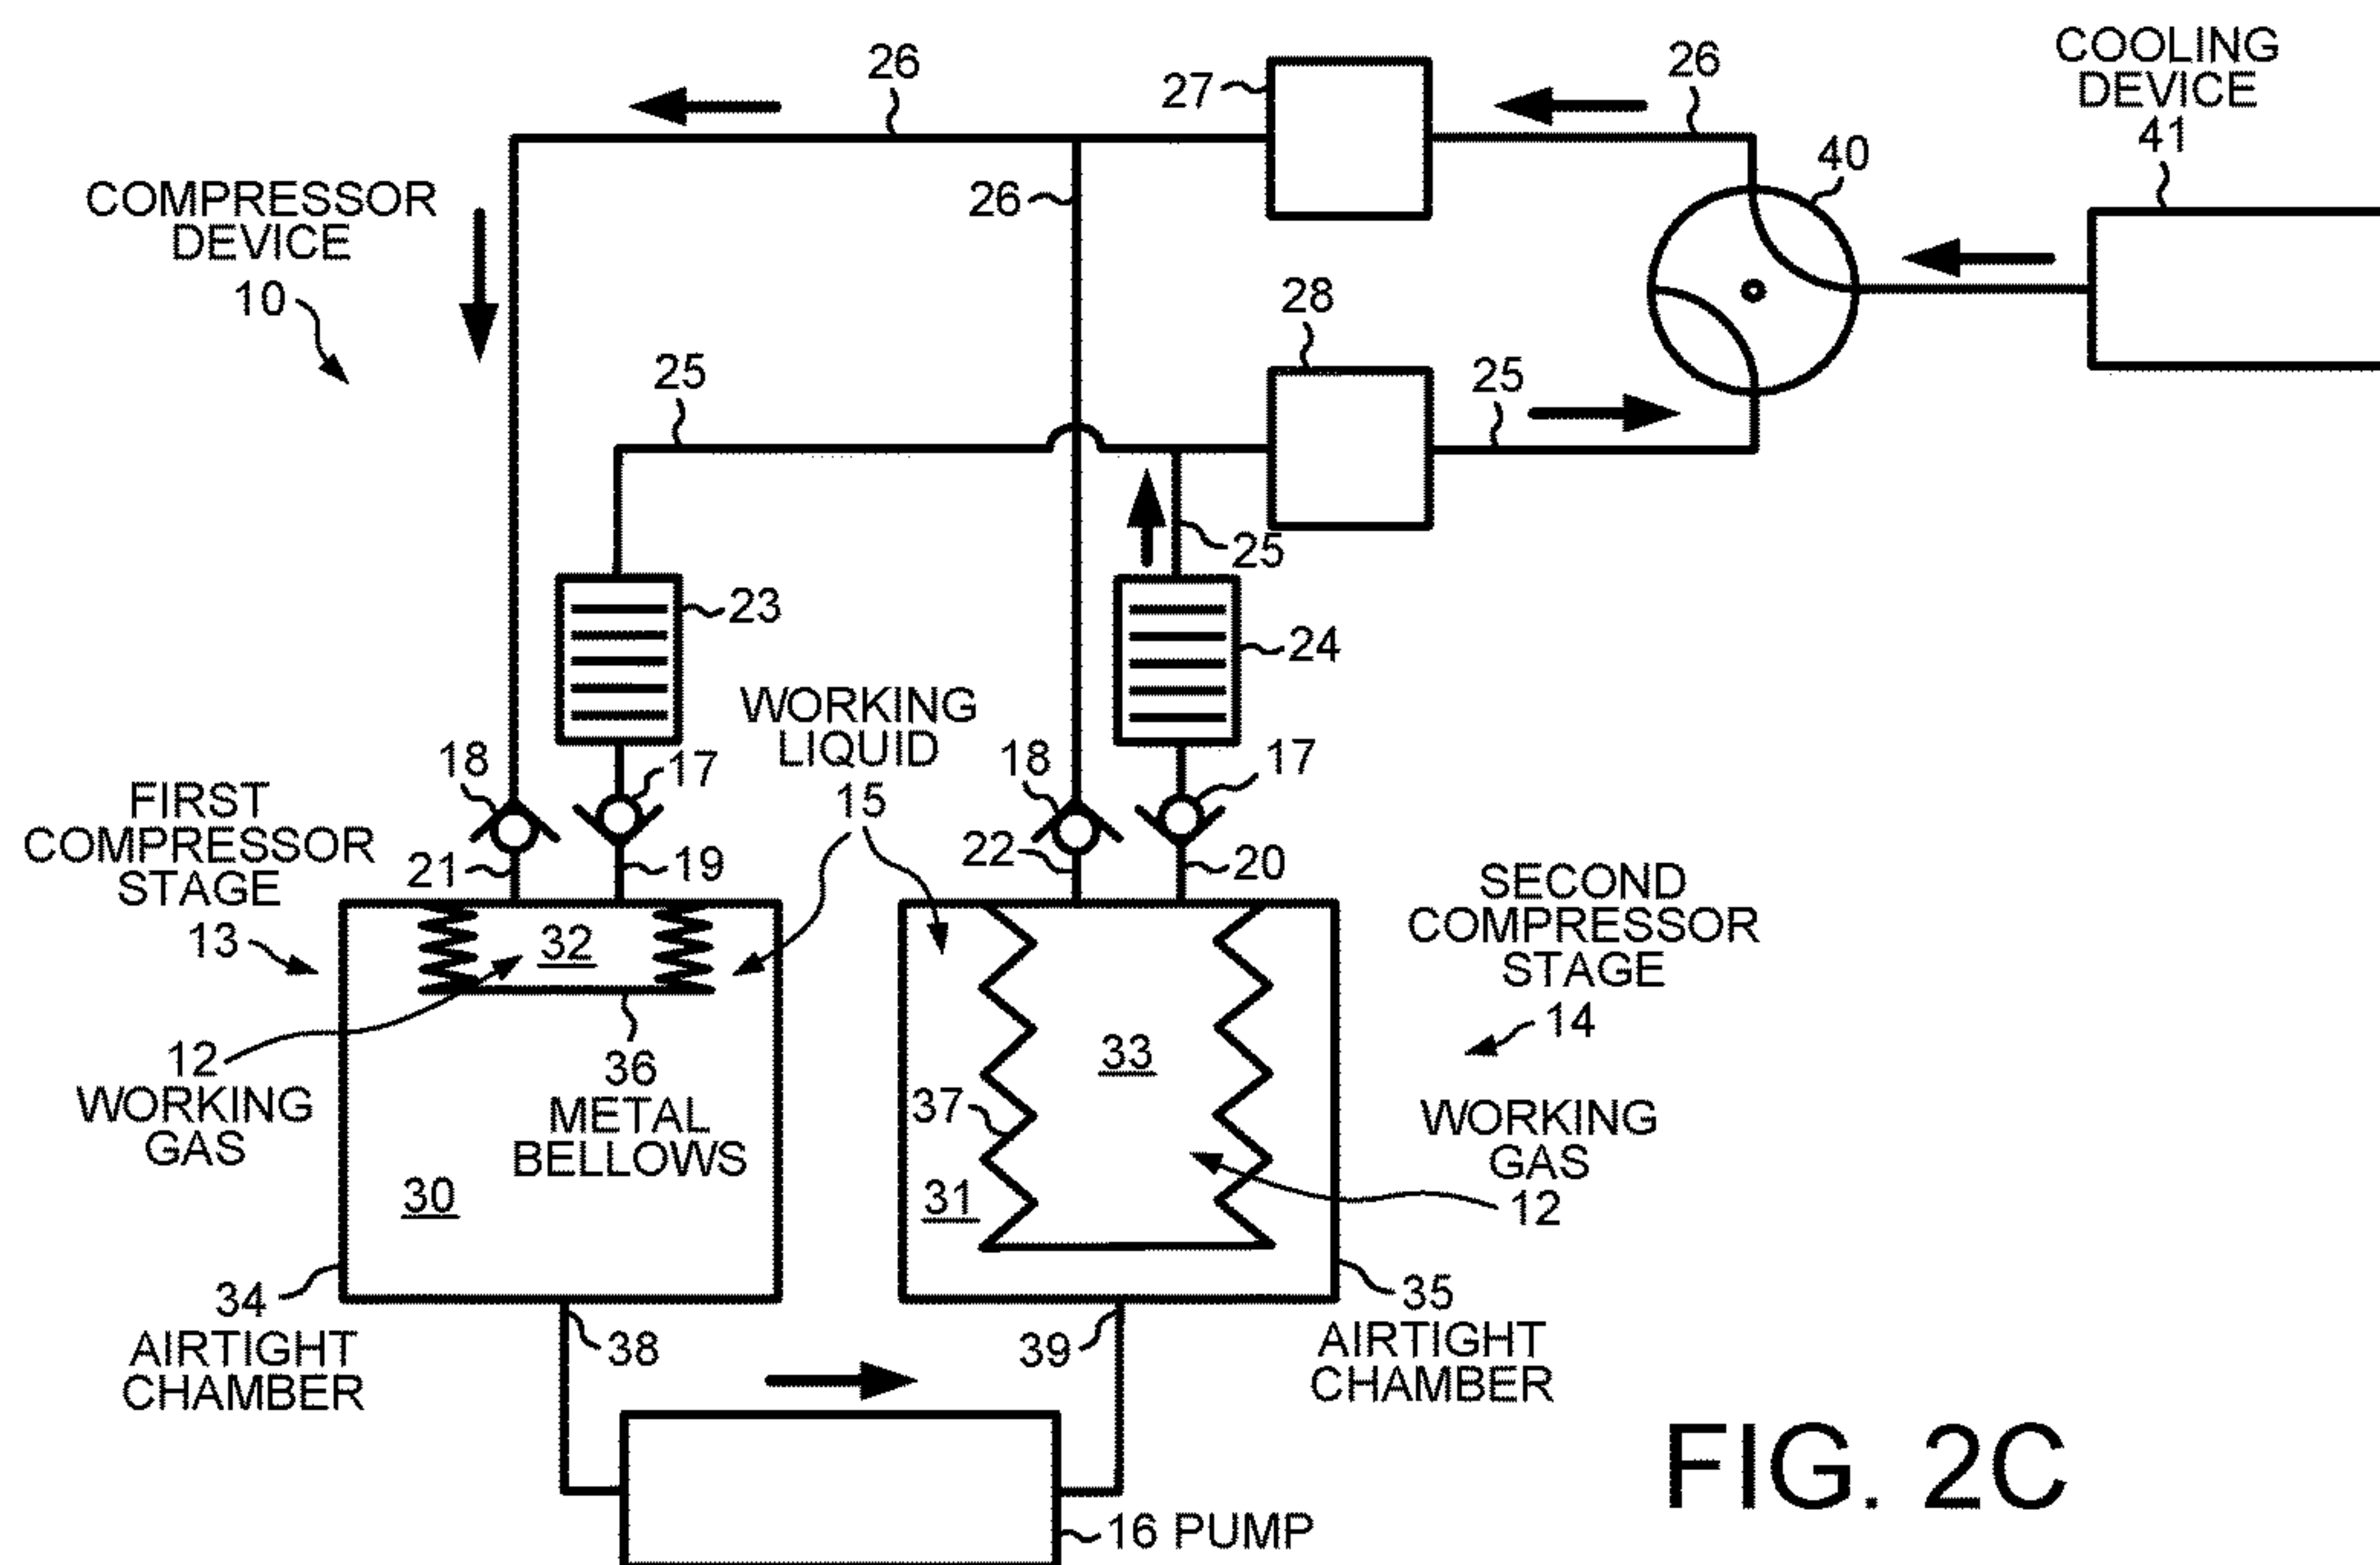 26
27
26
COOLING
DEVICE
41
40
COMPRESSOR
DEVICE
10
26
28
25
25
25
23
24
WORKING
LIQUID
15
18
17
18
17
FIRST
COMPRESSOR
STAGE
13
21
19
22
20
SECOND
COMPRESSOR
STAGE
14
32
12
WORKING
GAS
36
METAL
BELLOWS
33
37
WORKING
GAS
12
30
31
34
AIRTIGHT
CHAMBER
38
39
35
AIRTIGHT
CHAMBER
16 PUMP
FIG. 2C